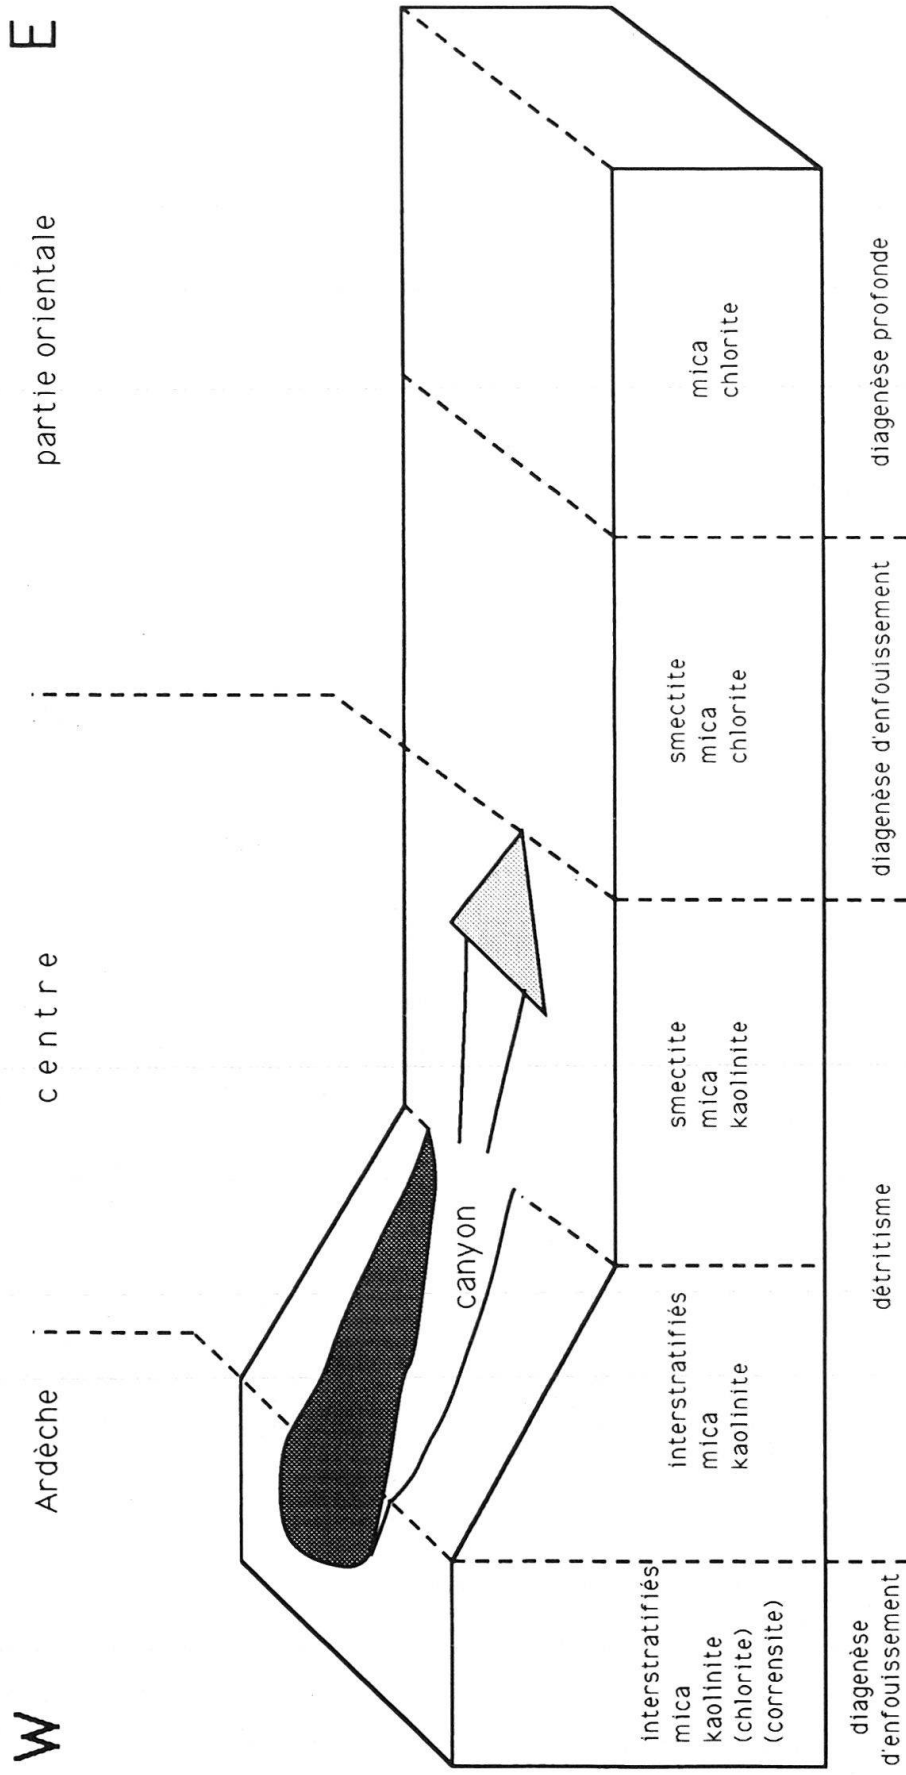 W
E
Ardèche
centre
partie orientale
canyon
interstratifiés
mica
kaolinite
(chlorite)
(corrensite)
interstratifiés
mica
kaolinite
smectite
mica
kaolinite
smectite
mica
chlorite
mica
chlorite
diagenèse
d'enfouissement
détritisme
diagenèse d'enfouissement
diagenèse profonde